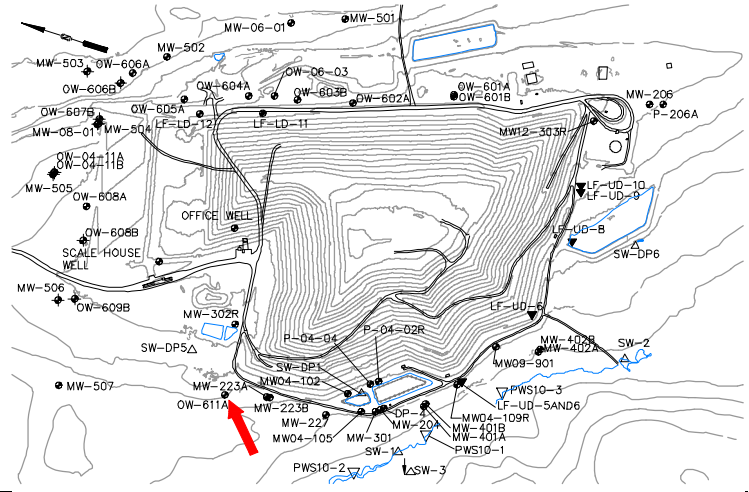 MW-501
MW-06-01
MW-502
MW-503
OW-606A
OW-606B
OW-06-03
OW-604A
OW-603B
OW-602A
OW-601A
OW-601B
MW-206
P-206A
OW-605A
OW-607B
LF-LD-12
LF-LD-11
MW-08-01
MW-504
MW12-303R
OW-04-11A
OW-04-11B
MW-505
LF-UD-10
LF-UD-9
OW-608A
OFFICE WELL
LF-UD-8
OW-608B
SCALE HOUSE
WELL
SW-DP6
MW-506
OW-609B
MW-302R
LF-UD-6
P-04-04
P-04-02R
MW-402B
MW-402A
SW-2
SW-DP5
SW-DP1
MW09-901
MW-507
MW-223A
MW04-102
PWS10-3
OW-611A
MW-223B
LF-UD-5AND6
MW-227
DP-4
MW04-109R
MW-204
MW-401B
MW04-105
MW-301
MW-401A
SW-1
PWS10-1
PWS10-2
SW-3